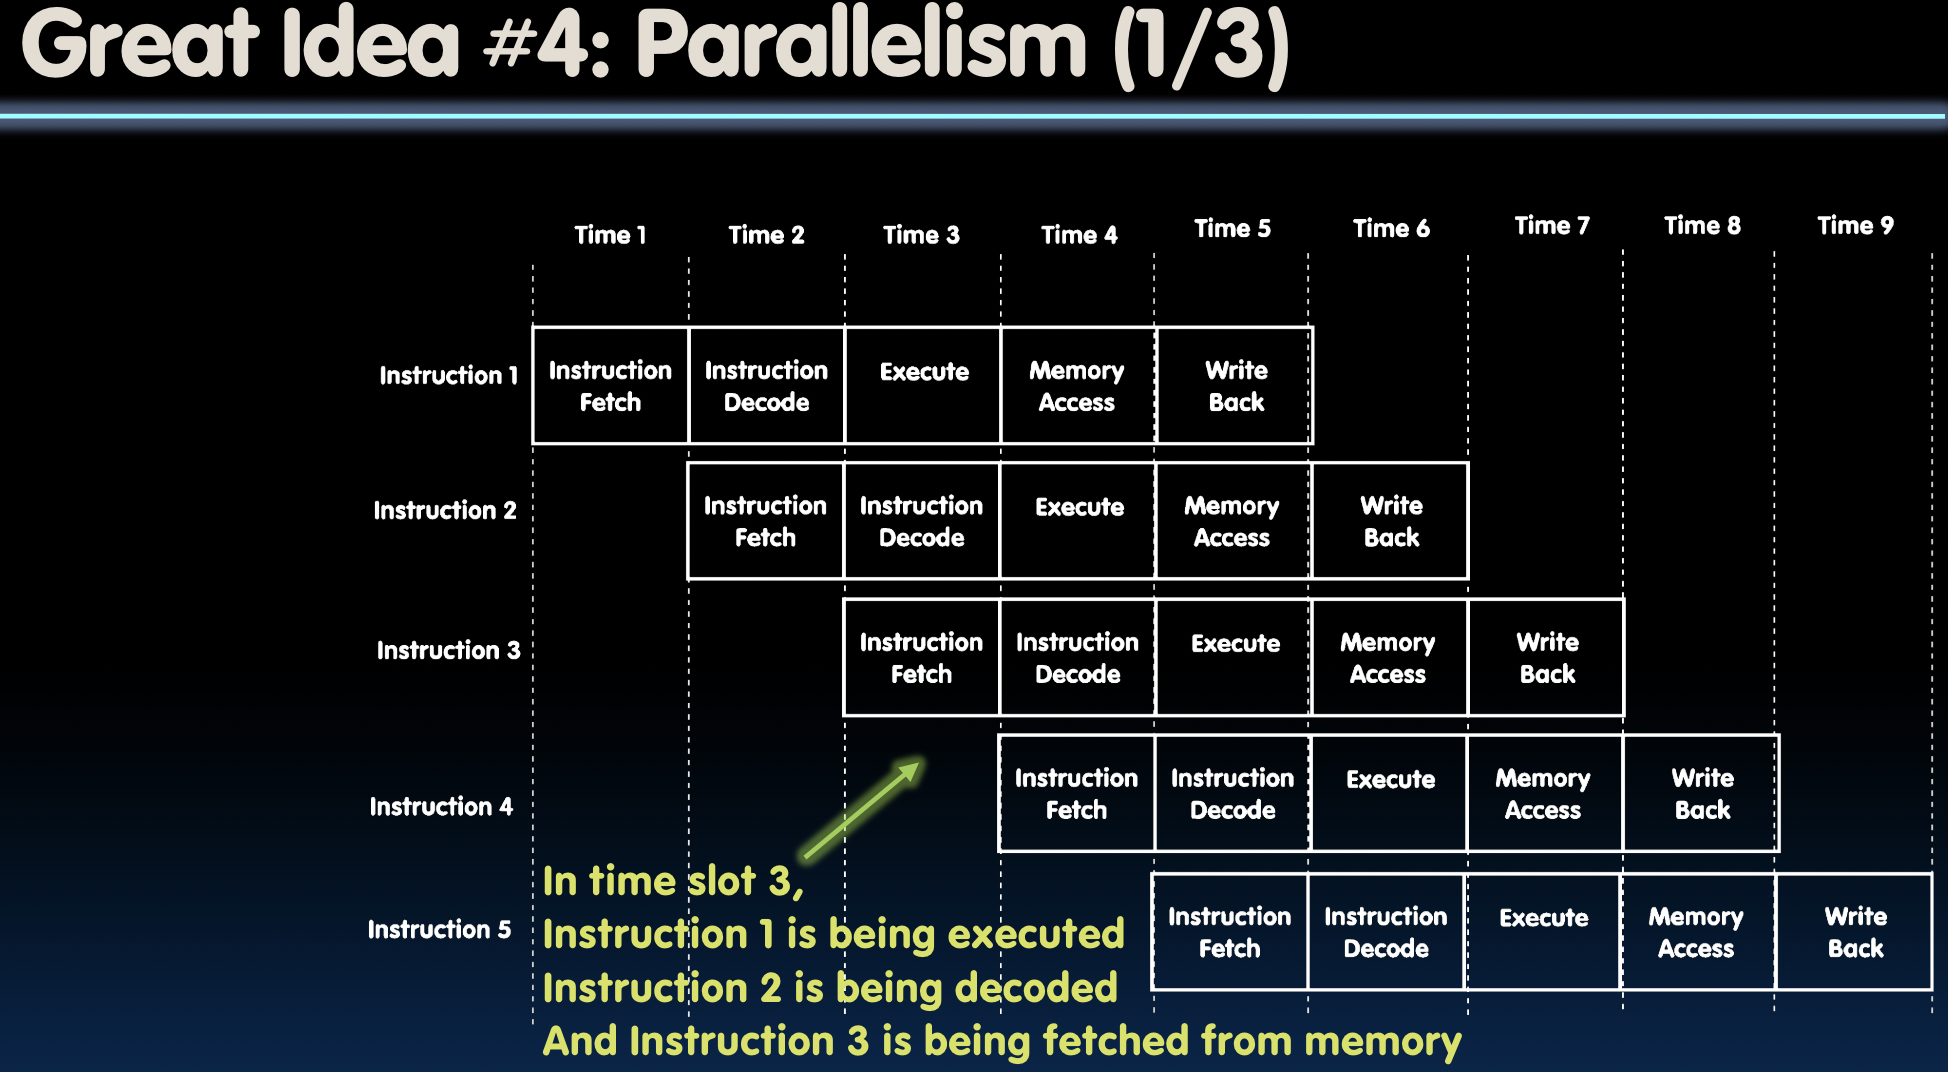 Great Idea #4: Parallelism (1/3)
Time 1 Time 2 Time 3 Time 4 Time 5 Time 6 Time 7 Time 8 Time 9
Instruction 1
Instruction Fetch
Instruction Decode
Execute
Memory Access
Write Back
Instruction 2
Instruction Fetch
Instruction Decode
Execute
Memory Access
Write Back
Instruction 3
Instruction Fetch
Instruction Decode
Execute
Memory Access
Write Back
Instruction 4
Instruction Fetch
Instruction Decode
Execute
Memory Access
Write Back
Instruction 5
Instruction Fetch
Instruction Decode
Execute
Memory Access
Write Back
In time slot 3,
Instruction 1 is being executed
Instruction 2 is being decoded
And Instruction 3 is being fetched from memory